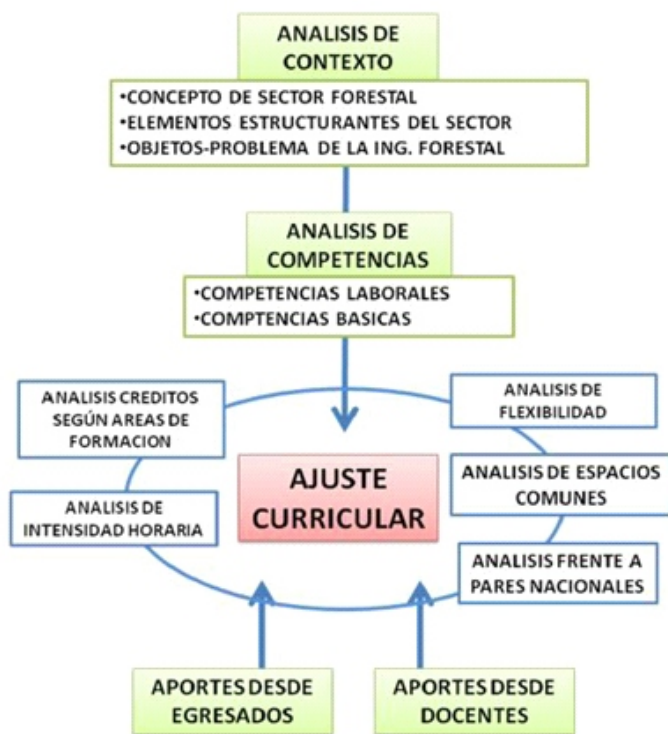 ANALISIS DE
CONTEXTO
•CONCEPTO DE SECTOR FORESTAL
•ELEMENTOS ESTRUCTURANTES DEL SECTOR
•OBJETOS-PROBLEMA DE LA ING. FORESTAL
ANALISIS DE
COMPETENCIAS
•COMPETENCIAS LABORALES
•COMPTENCIAS BASICAS
ANALISIS CREDITOS
SEGÚN AREAS DE
FORMACION
ANALISIS DE
INTENSIDAD HORARIA
AJUSTE
CURRICULAR
ANALISIS DE
FLEXIBILIDAD
ANALISIS DE ESPACIOS
COMUNES
ANALISIS FRENTE A
PARES NACIONALES
APORTES DESDE
EGRESADOS
APORTES DESDE
DOCENTES